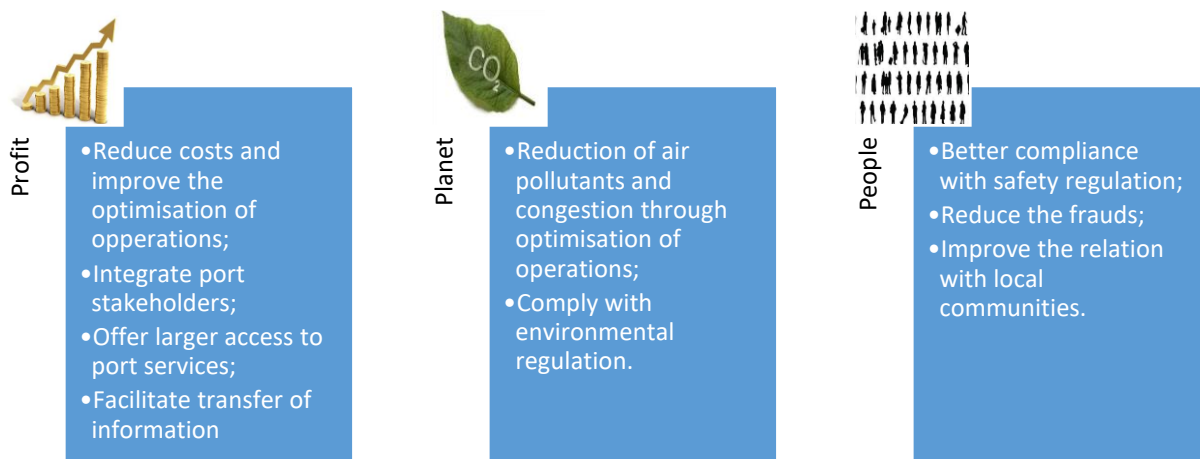 Profit
•Reduce costs and
improve the
optimisation of
opperations;
•Integrate port
stakeholders;
•Offer larger access to
port services;
•Facilitate transfer of
information
CO2
Planet
•Reduction of air
pollutants and
congestion through
optimisation of
operations;
•Comply with
environmental
regulation.
People
•Better compliance
with safety regulation;
•Reduce the frauds;
•Improve the relation
with local
communities.